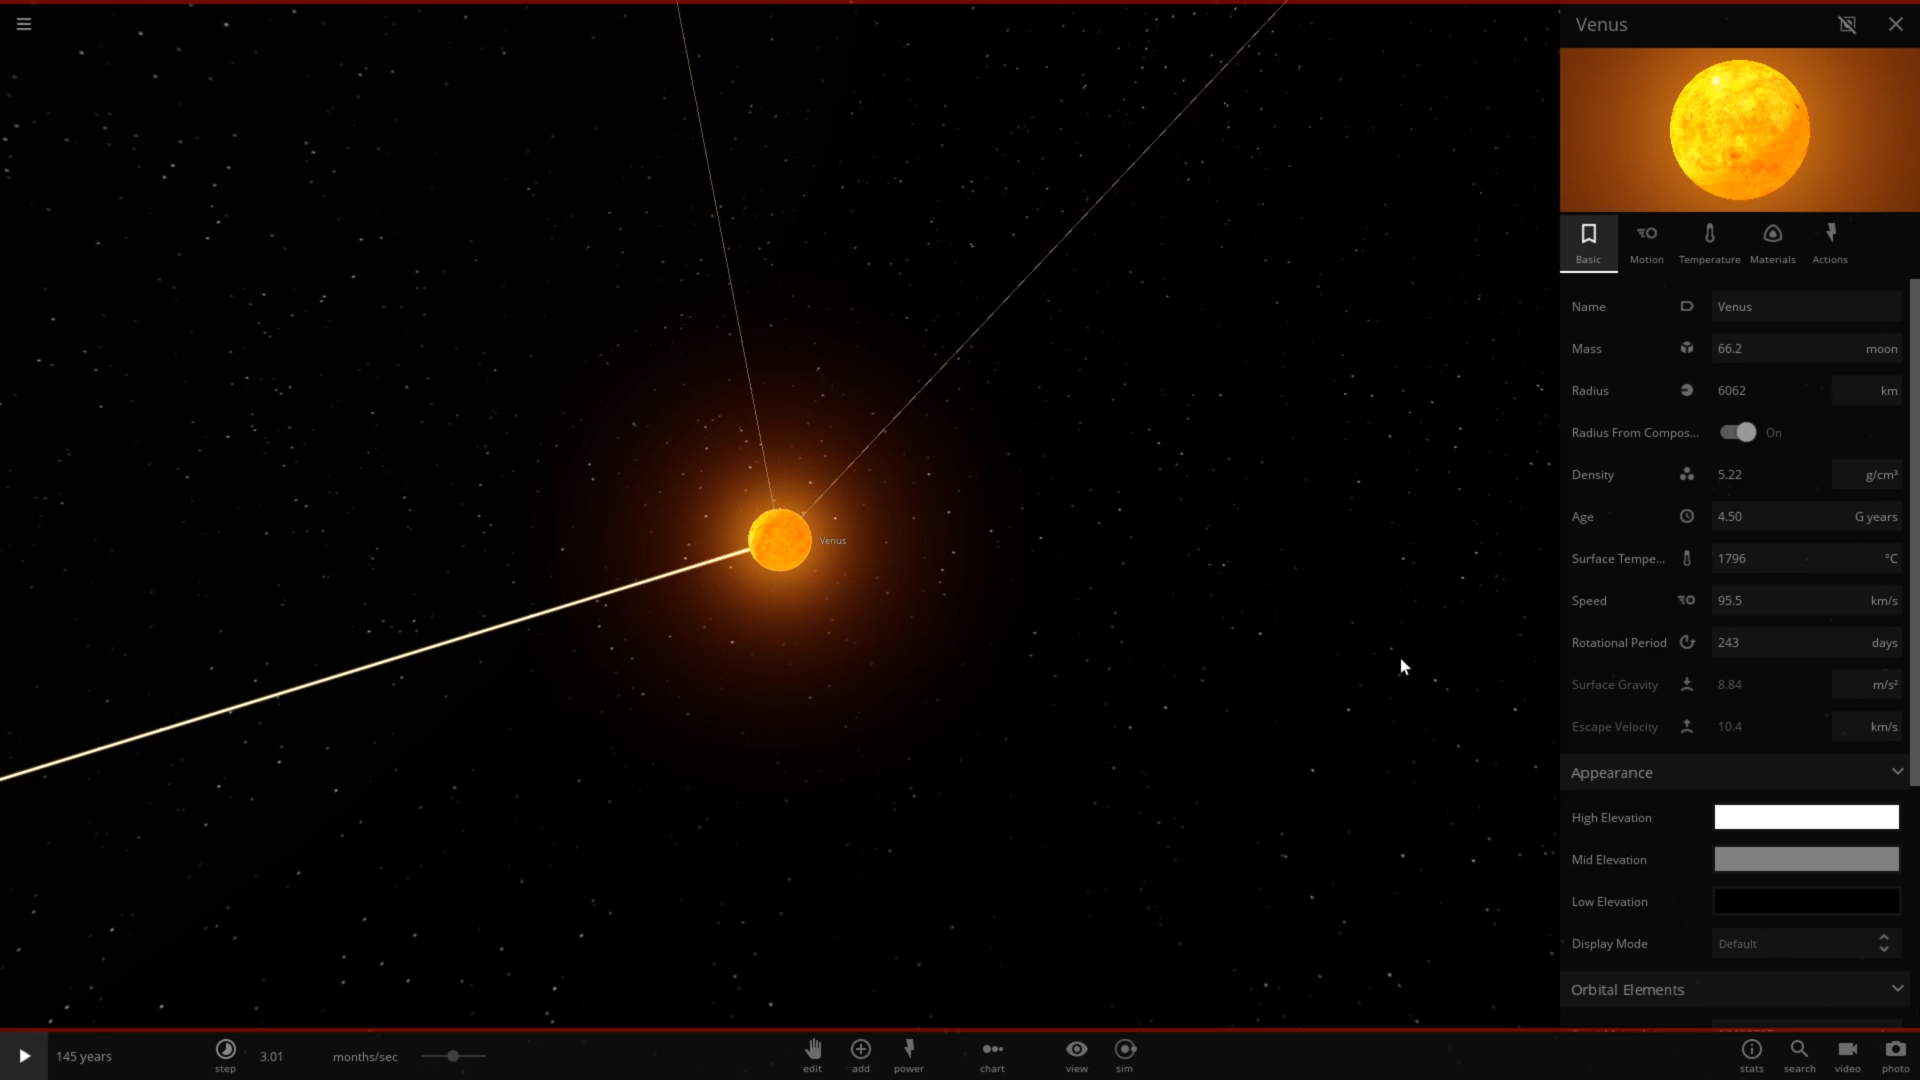 Venus
Venus
Basic Motion Temperature Materials Actions
Name Venus
Mass 66.2 moon
Radius 6062 km
Radius From Compos... On
Density 5.22 g/cm³
Age 4.50 G years
Surface Tempe... 1796 °C
Speed 95.5 km/s
Rotational Period 243 days
Surface Gravity 8.84 m/s²
Escape Velocity 10.4 km/s
Appearance
High Elevation
Mid Elevation
Low Elevation
Display Mode Default
Orbital Elements
145 years step 3.01 months/sec edit add power chart view sim stats search video photo